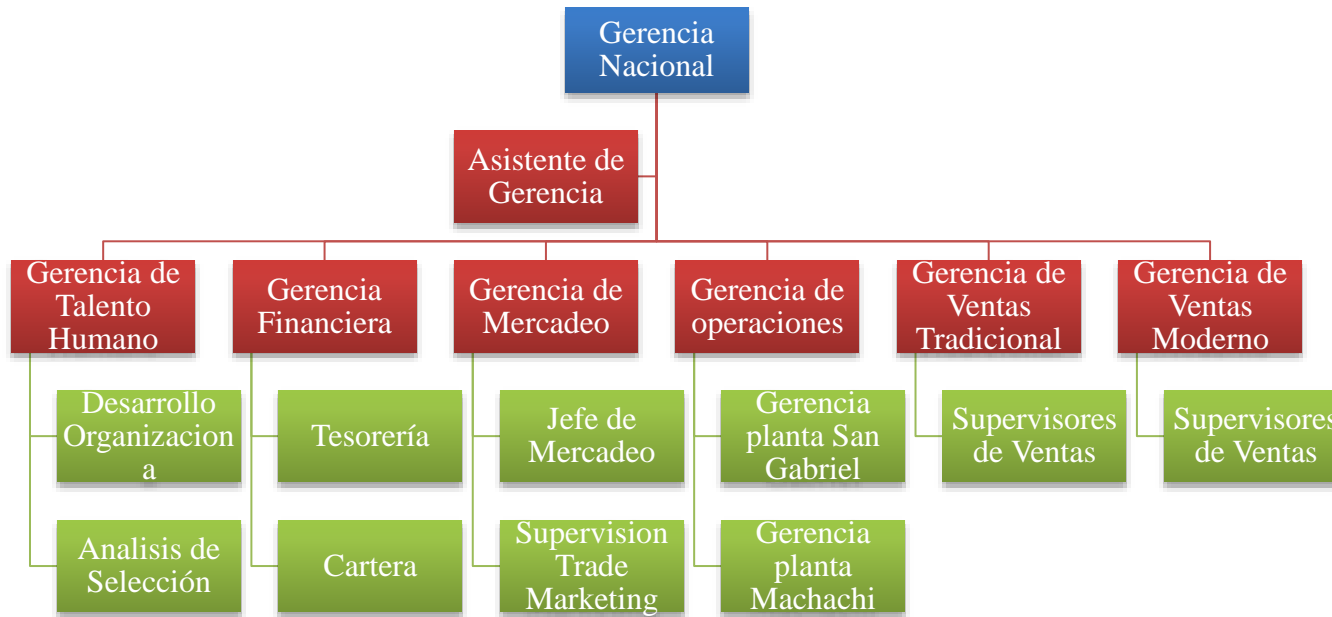 Gerencia
Nacional
Asistente de
Gerencia
Gerencia de
Talento
Humano
Gerencia
Financiera
Gerencia de
Mercadeo
Gerencia de
operaciones
Gerencia de
Ventas
Tradicional
Gerencia de
Ventas
Moderno
Desarrollo
Organizaciona
a
Tesorería
Jefe de
Mercadeo
Gerencia
planta San
Gabriel
Supervisores
de Ventas
Supervisores
de Ventas
Analisis de
Selección
Cartera
Supervision
Trade
Marketing
Gerencia
planta
Machachi